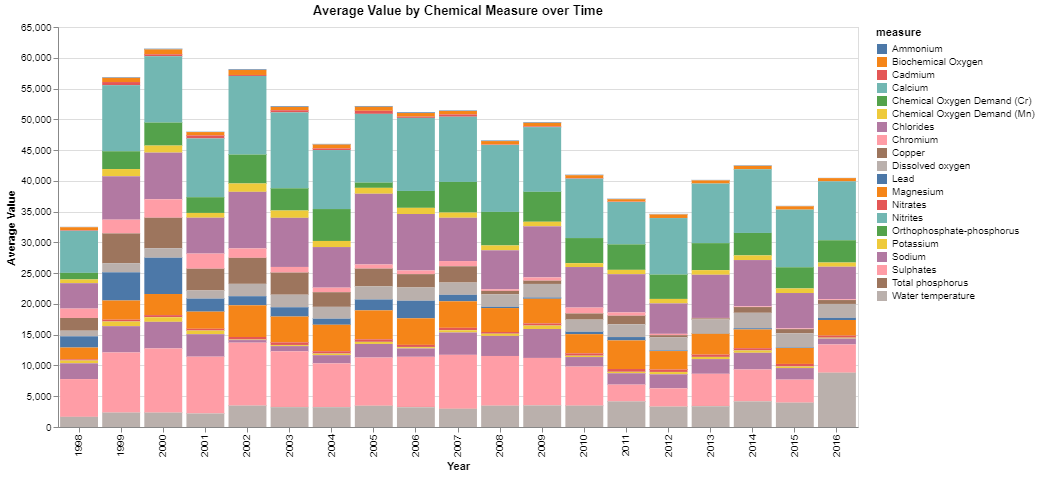 Average Value by Chemical Measure over Time
65,000
60,000
55,000
50,000
45,000
40,000
35,000
30,000
25,000
20,000
15,000
10,000
5,000
0
Average Value
1998
1999
2000
2001
2002
2003
2004
2005
2006
2007
2008
2009
2010
2011
2012
2013
2014
2015
2016
Year
measure
Ammonium
Biochemical Oxygen
Cadmium
Calcium
Chemical Oxygen Demand (Cr)
Chemical Oxygen Demand (Mn)
Chlorides
Chromium
Copper
Dissolved oxygen
Lead
Magnesium
Nitrates
Nitrites
Orthophosphate-phosphorus
Potassium
Sodium
Sulphates
Total phosphorus
Water temperature